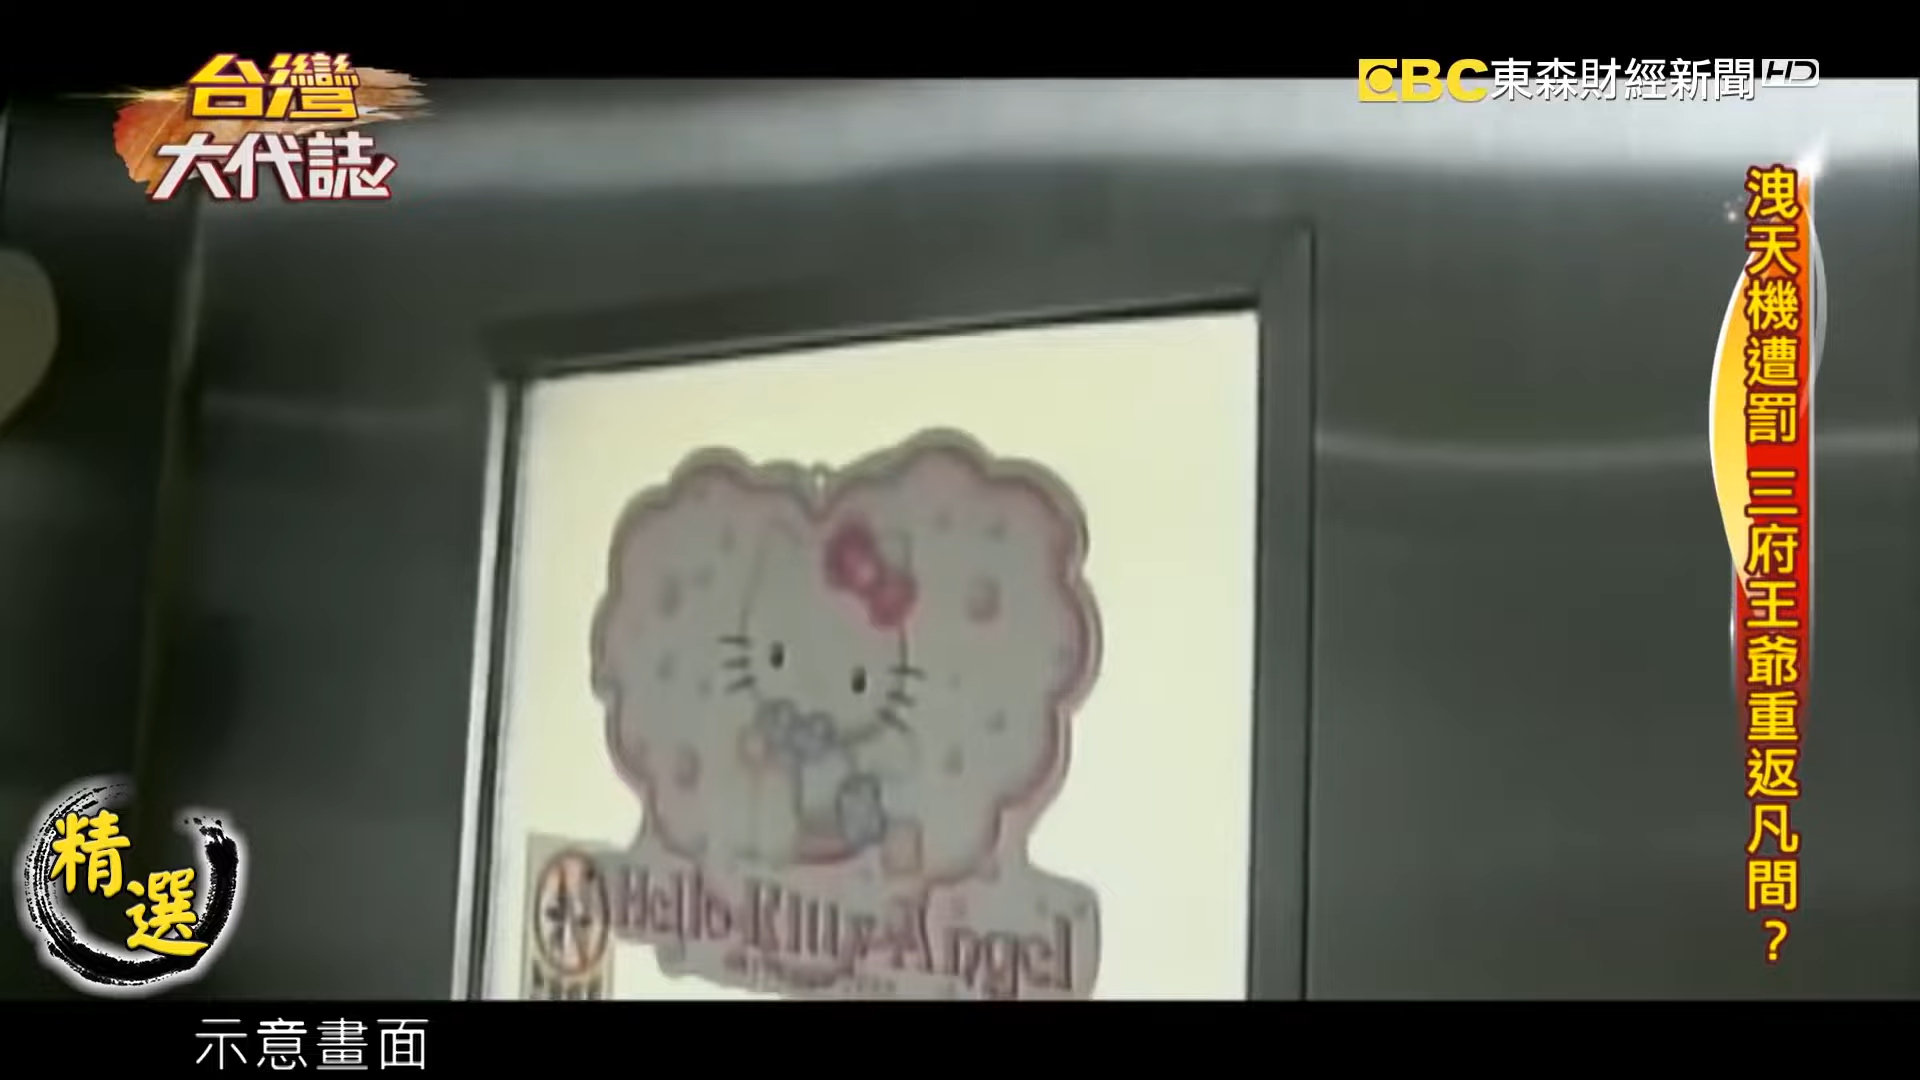 台灣
大代誌
EBC東森財經新聞HD
洩天機遭罰 三府王爺重返凡間？
Hello Kitty Angel
精選
示意畫面